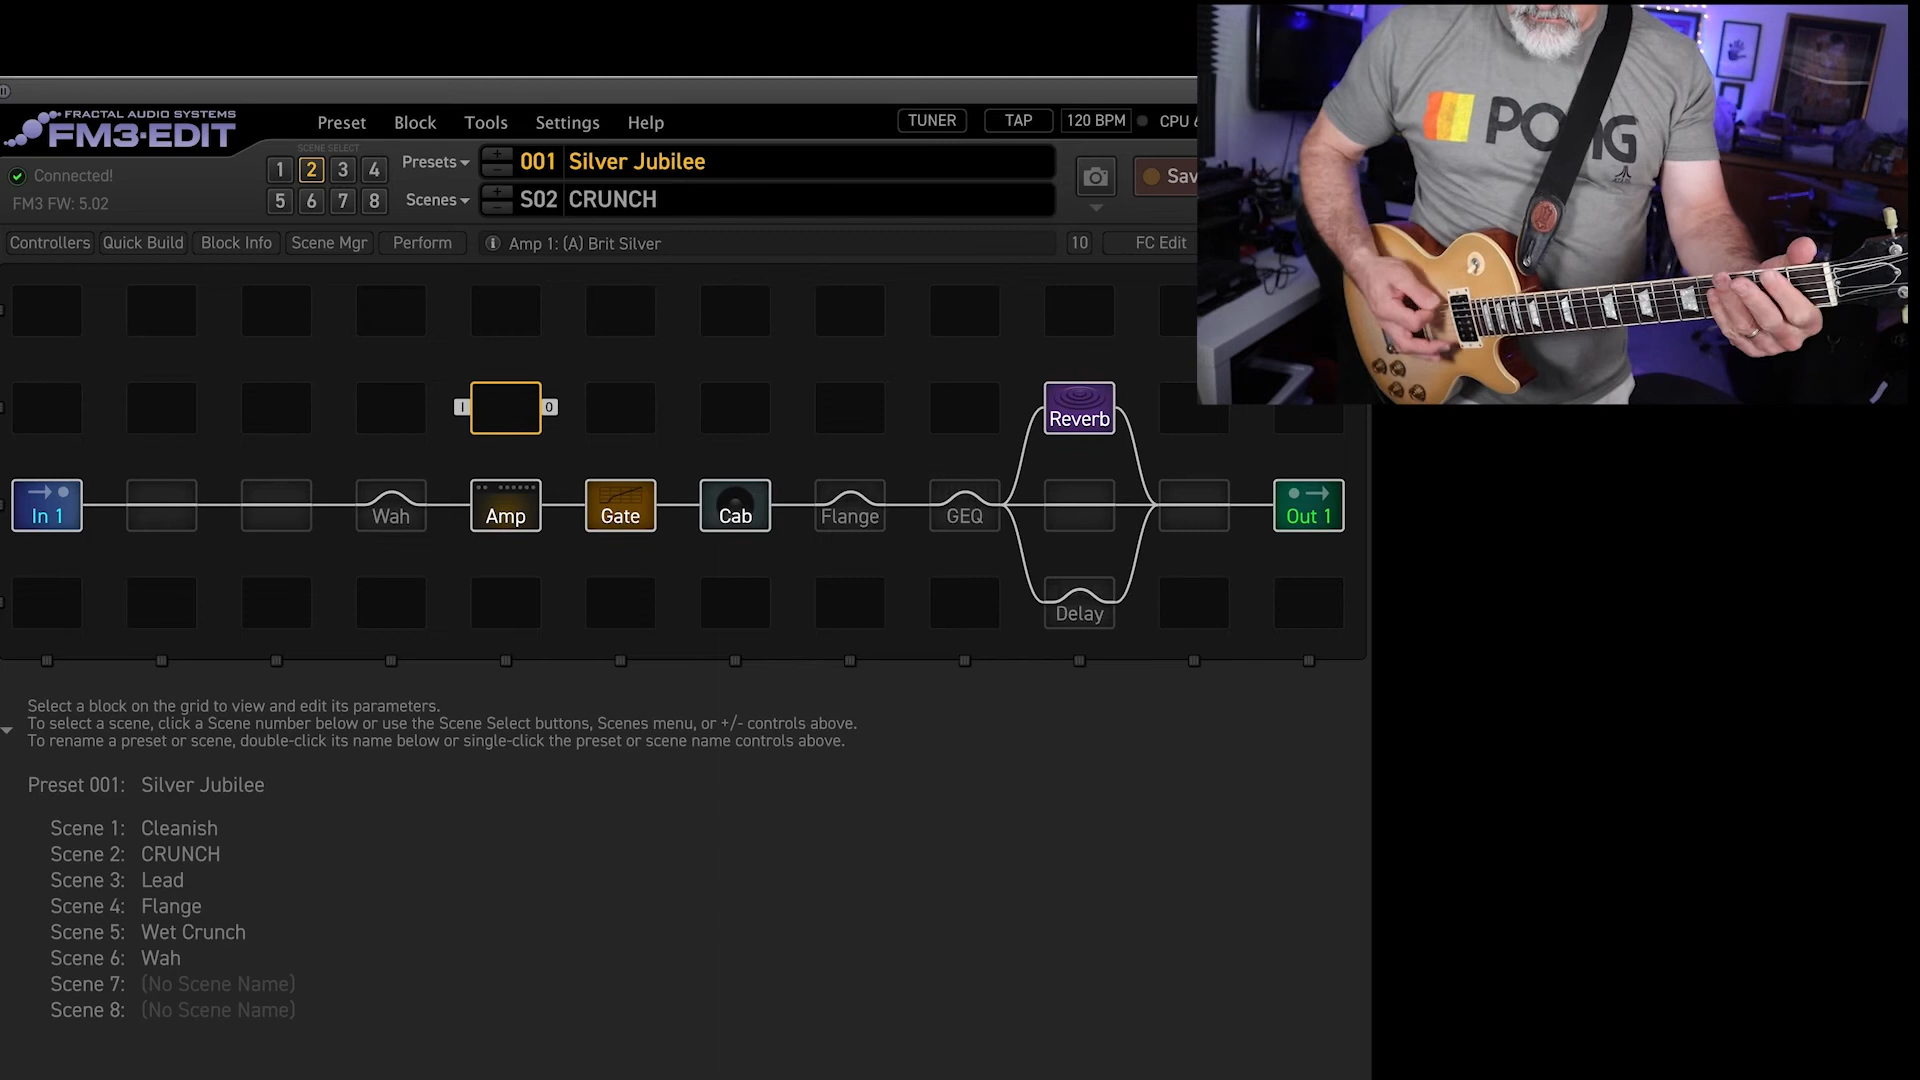 FRACTAL AUDIO SYSTEMS
FM3-EDIT
Preset Block Tools Settings Help
TUNER TAP 120 BPM CPU 6
SCENE SELECT
1 2 3 4
5 6 7 8
Connected!
FM3 FW: 5.02
Presets + - 001 Silver Jubilee
Sav
Scenes + - S02 CRUNCH
Controllers Quick Build Block Info Scene Mgr Perform
Amp 1: (A) Brit Silver
10 FC Edit
PONG
ATARI
I O
Reverb
In 1 Wah Amp Gate Cab Flange GEQ Out 1
Delay
Select a block on the grid to view and edit its parameters.
To select a scene, click a Scene number below or use the Scene Select buttons, Scenes menu, or +/- controls above.
To rename a preset or scene, double-click its name below or single-click the preset or scene name controls above.
Preset 001: Silver Jubilee
Scene 1: Cleanish
Scene 2: CRUNCH
Scene 3: Lead
Scene 4: Flange
Scene 5: Wet Crunch
Scene 6: Wah
Scene 7: (No Scene Name)
Scene 8: (No Scene Name)